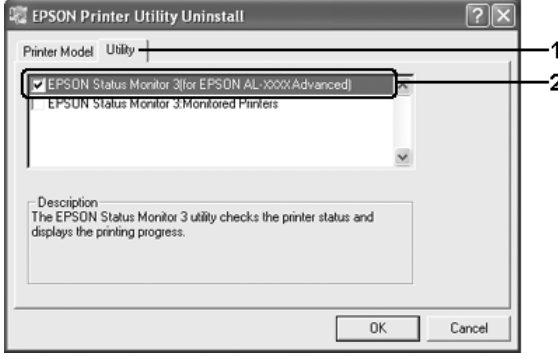 EPSON Printer Utility Uninstall
Printer Model Utility 1
EPSON Status Monitor 3(for EPSON AL-XXXXAdvanced) 2
EPSON Status Monitor 3:Monitored Printers
Description
The EPSON Status Monitor 3 utility checks the printer status and
displays the printing progress.
OK Cancel